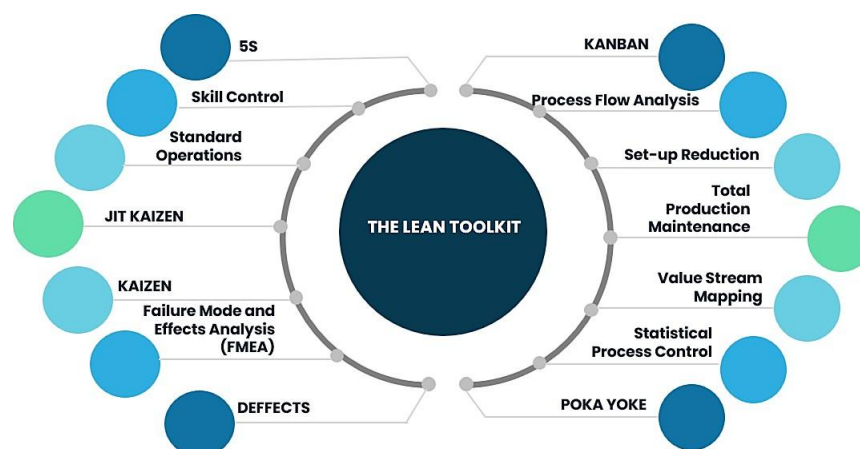 5S
Skill Control
Standard
Operations
JIT KAIZEN
KAIZEN
Failure Mode and
Effects Analysis
(FMEA)
DEFFECTS
THE LEAN TOOLKIT
KANBAN
Process Flow Analysis
Set-up Reduction
Total
Production
Maintenance
Value Stream
Mapping
Statistical
Process Control
POKA YOKE